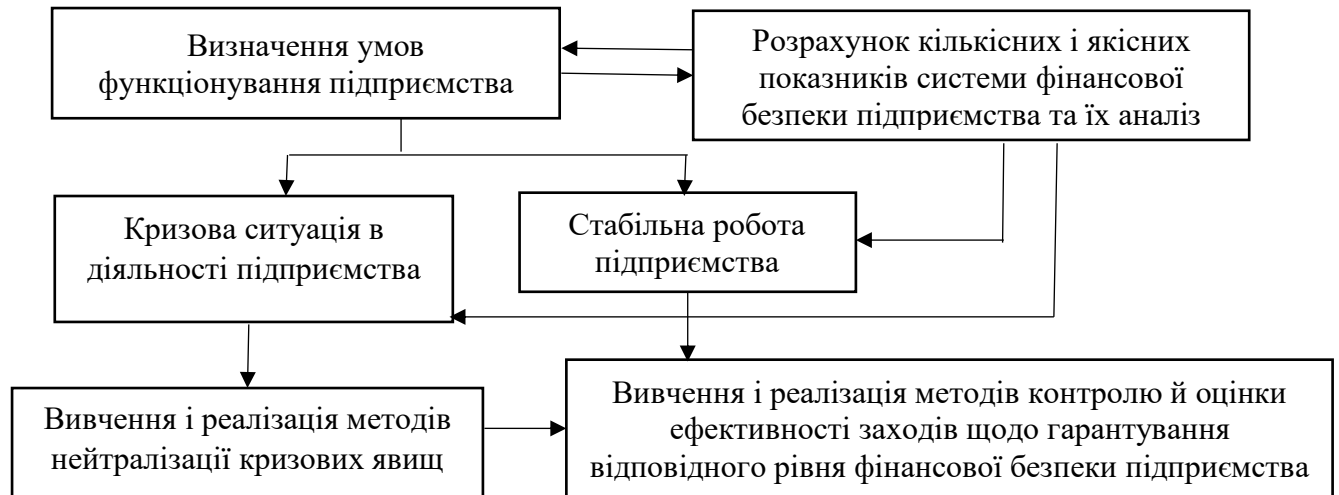 Визначення умов
функціонування підприємства
Розрахунок кількісних і якісних
показників системи фінансової
безпеки підприємства та їх аналіз
Кризова ситуація в
діяльності підприємства
Стабільна робота
підприємства
Вивчення і реалізація методів
нейтралізації кризових явищ
Вивчення і реалізація методів контролю й оцінки
ефективності заходів щодо гарантування
відповідного рівня фінансової безпеки підприємства